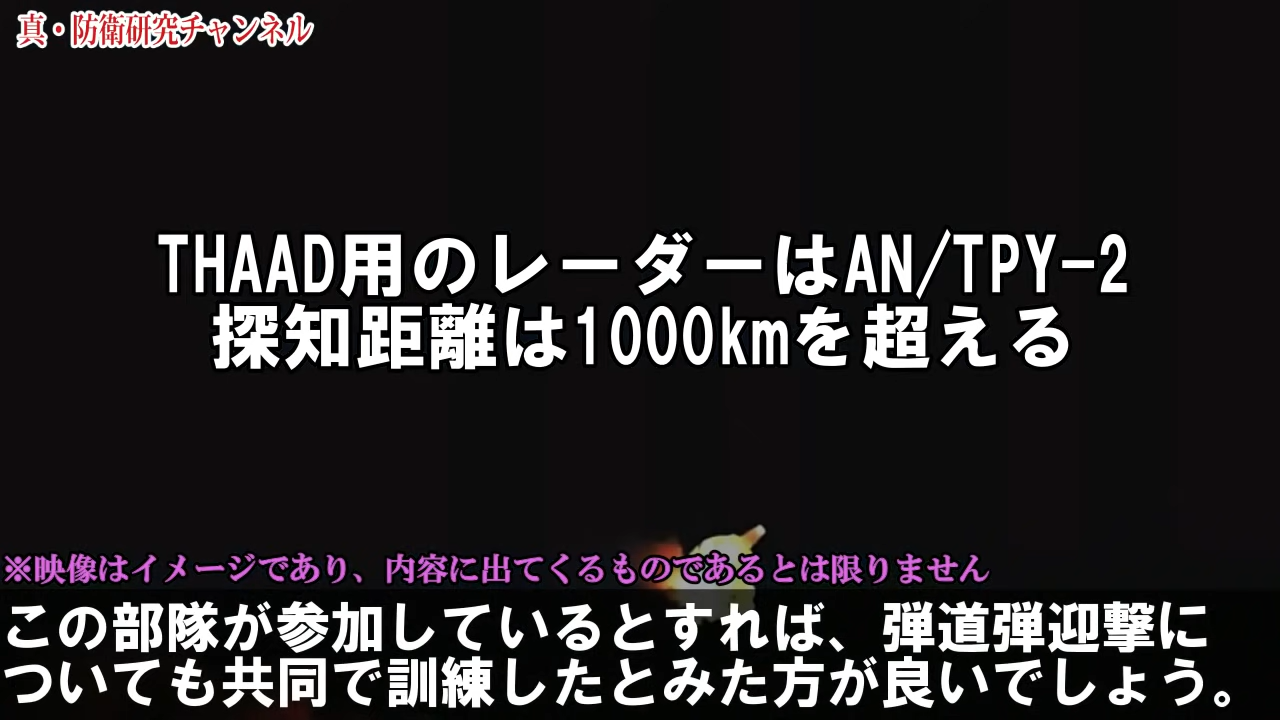 真・防衛研究チャンネル
THAAD用のレーダーはAN/TPY-2
探知距離は1000kmを超える
※映像はイメージであり、内容に出てくるものであるとは限りません
この部隊が参加しているとすれば、弾道弾迎撃に
ついても共同で訓練したとみた方が良いでしょう。